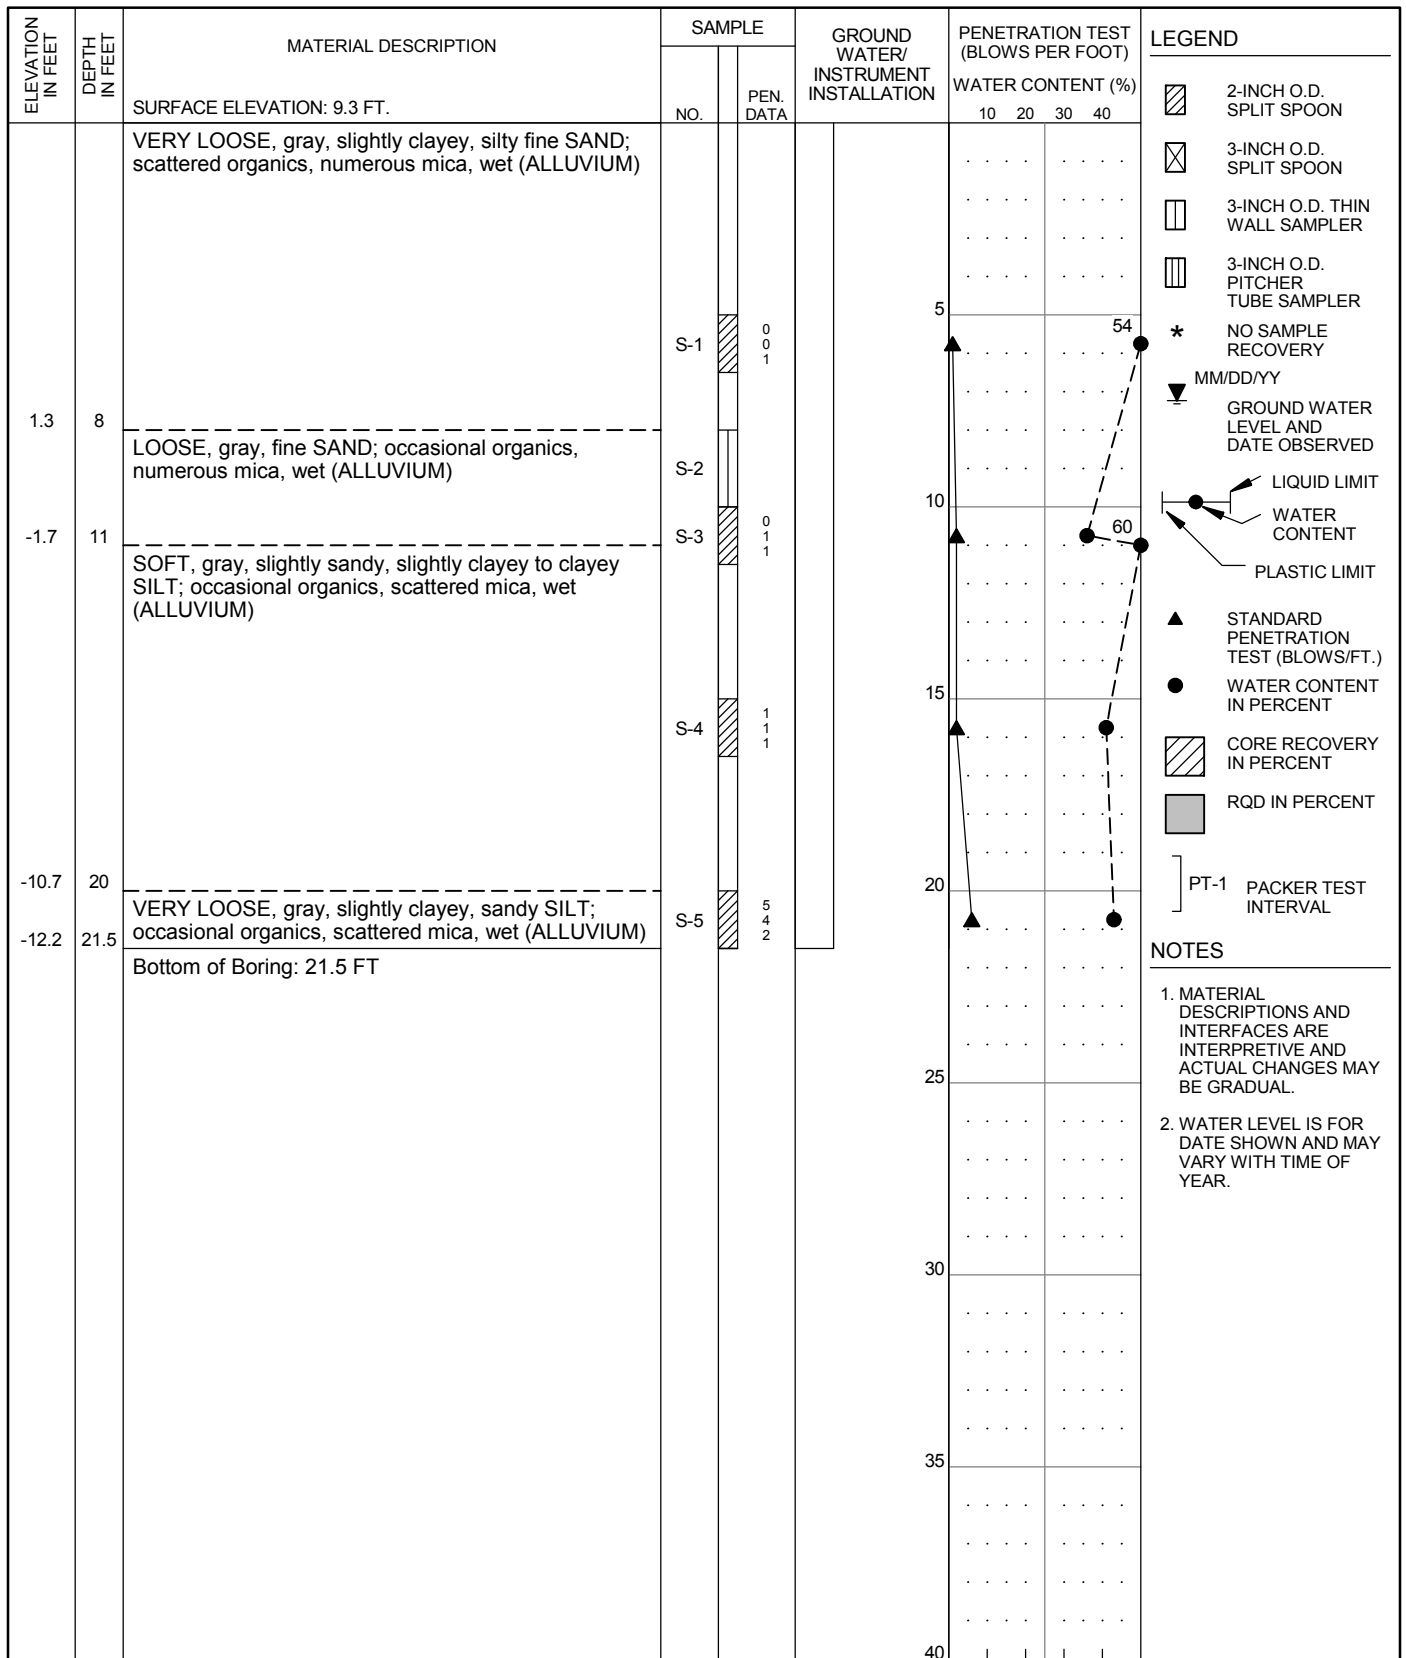 ELEVATION
IN FEET
DEPTH
IN FEET
MATERIAL DESCRIPTION
SURFACE ELEVATION: 9.3 FT.
SAMPLE
NO.
PEN.
DATA
GROUND
WATER/
INSTRUMENT
INSTALLATION
PENETRATION TEST
(BLOWS PER FOOT)
WATER CONTENT (%)
10 20 30 40
VERY LOOSE, gray, slightly clayey, silty fine SAND;
scattered organics, numerous mica, wet (ALLUVIUM)
5
S-1
0
0
1
54
1.3 8
LOOSE, gray, fine SAND; occasional organics,
numerous mica, wet (ALLUVIUM)
S-2
10
-1.7 11
S-3
0
1
1
60
SOFT, gray, slightly sandy, slightly clayey to clayey
SILT; occasional organics, scattered mica, wet
(ALLUVIUM)
15
S-4
1
1
1
-10.7 20
20
VERY LOOSE, gray, slightly clayey, sandy SILT;
occasional organics, scattered mica, wet (ALLUVIUM)
S-5
5
4
2
-12.2 21.5
Bottom of Boring: 21.5 FT
25
30
35
40
LEGEND
2-INCH O.D.
SPLIT SPOON
3-INCH O.D.
SPLIT SPOON
3-INCH O.D. THIN
WALL SAMPLER
3-INCH O.D.
PITCHER
TUBE SAMPLER
* NO SAMPLE
RECOVERY
MM/DD/YY
GROUND WATER
LEVEL AND
DATE OBSERVED
LIQUID LIMIT
WATER
CONTENT
PLASTIC LIMIT
STANDARD
PENETRATION
TEST (BLOWS/FT.)
WATER CONTENT
IN PERCENT
CORE RECOVERY
IN PERCENT
RQD IN PERCENT
PT-1 PACKER TEST
INTERVAL
NOTES
1. MATERIAL
DESCRIPTIONS AND
INTERFACES ARE
INTERPRETIVE AND
ACTUAL CHANGES MAY
BE GRADUAL.
2. WATER LEVEL IS FOR
DATE SHOWN AND MAY
VARY WITH TIME OF
YEAR.